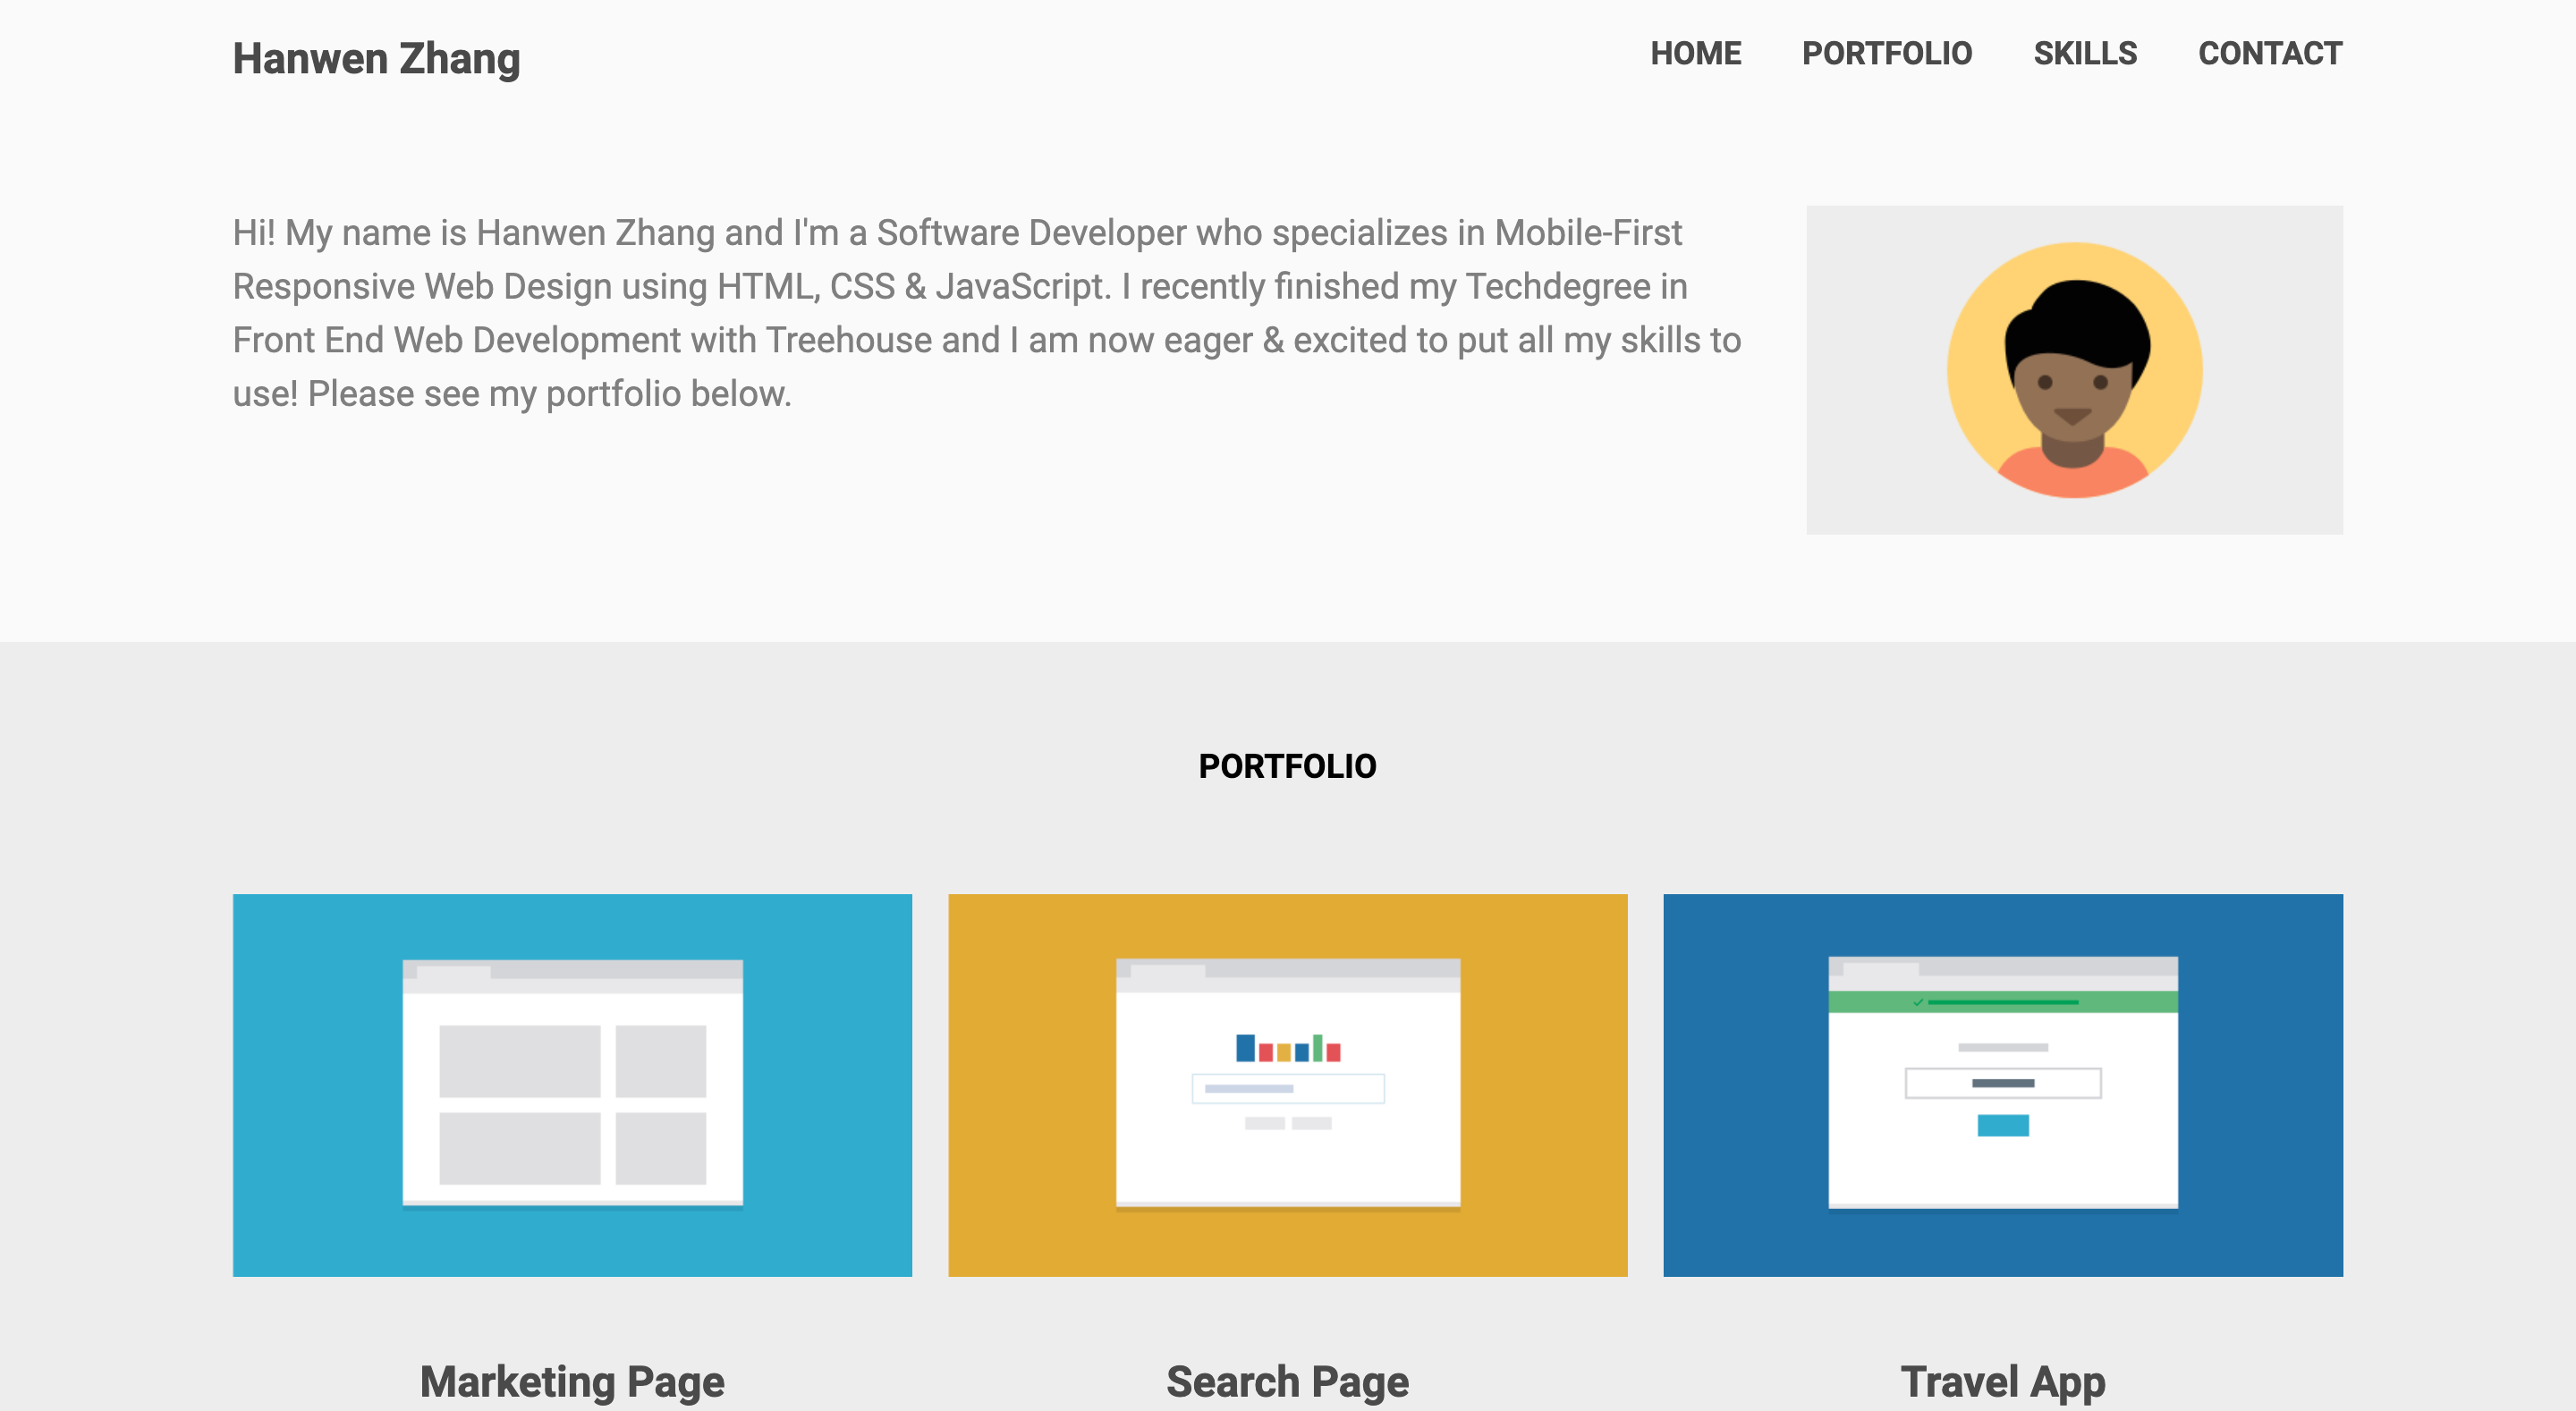 Hanwen Zhang
HOME PORTFOLIO SKILLS CONTACT
Hi! My name is Hanwen Zhang and I'm a Software Developer who specializes in Mobile-First
Responsive Web Design using HTML, CSS & JavaScript. I recently finished my Techdegree in
Front End Web Development with Treehouse and I am now eager & excited to put all my skills to
use! Please see my portfolio below.
PORTFOLIO
Marketing Page
Search Page
Travel App